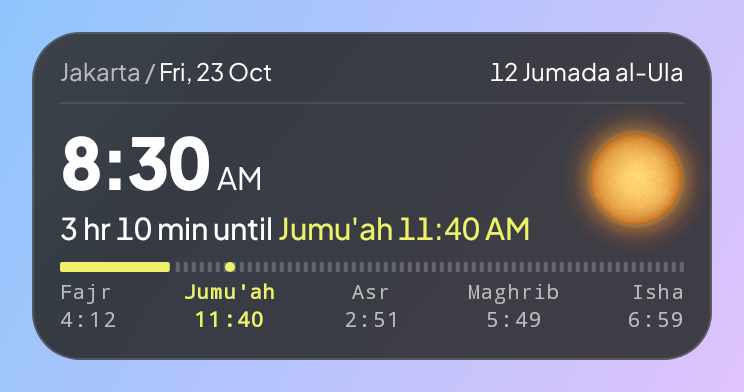 Jakarta / Fri, 23 Oct
12 Jumada al-Ula
8:30 AM
3 hr 10 min until Jumu'ah 11:40 AM
Fajr Jumu'ah Asr Maghrib Isha
4:12 11:40 2:51 5:49 6:59